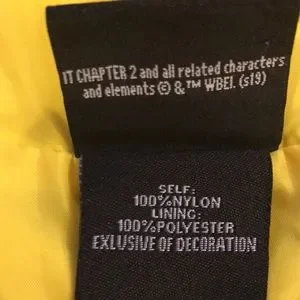 IT CHAPTER 2 and all related characters
and elements © &™ WBEI. (s19)
SELF:
100%NYLON
LINING:
100%POLYESTER
EXLUSIVE OF DECORATION